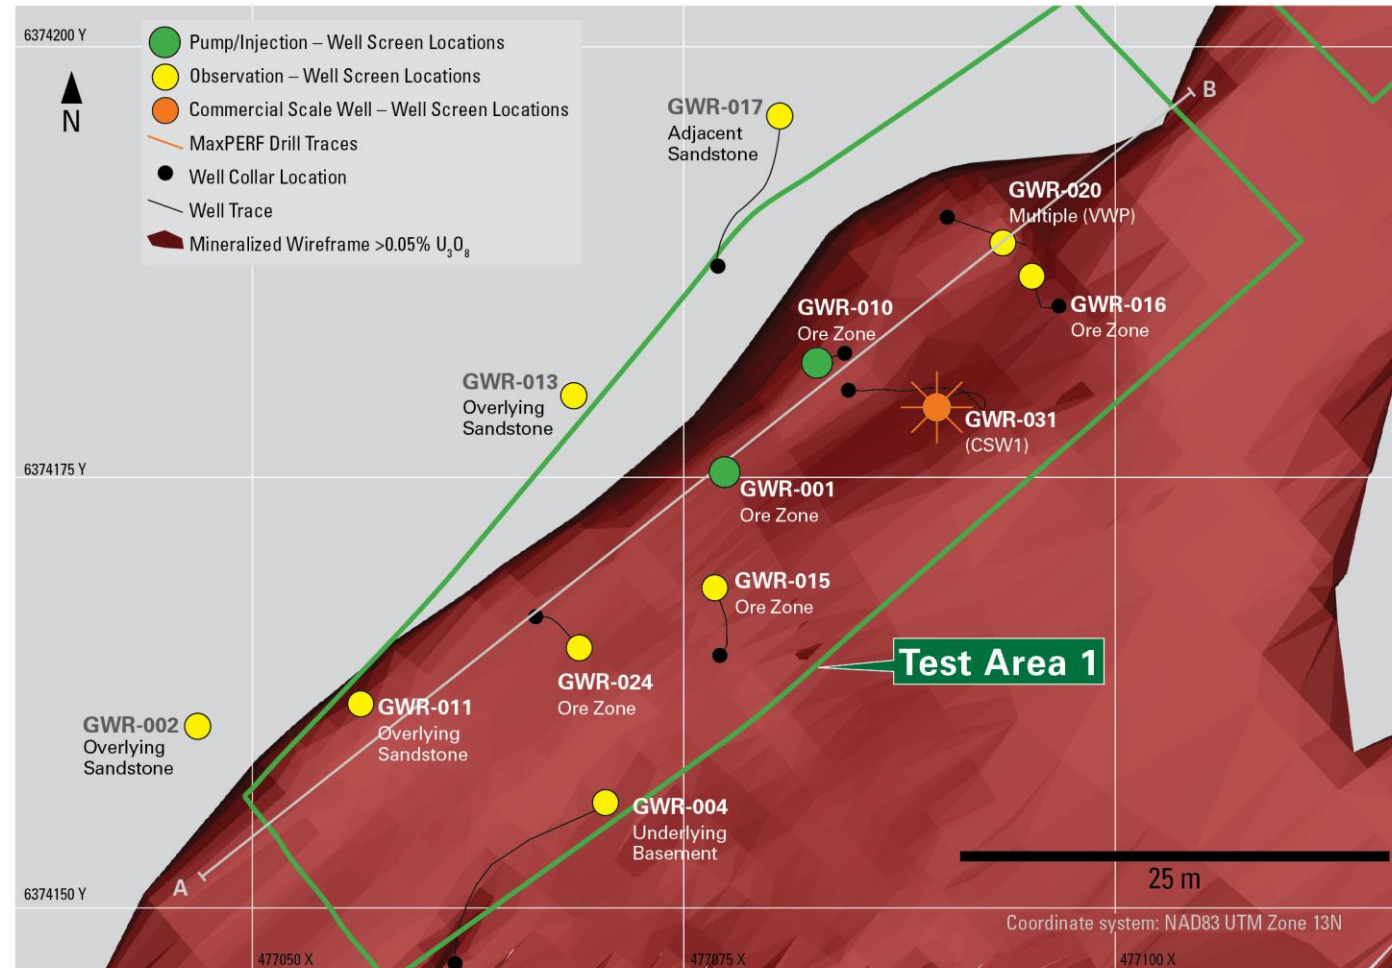 6374200 Y
N
Pump/Injection – Well Screen Locations
Observation – Well Screen Locations
Commercial Scale Well – Well Screen Locations
MaxPERF Drill Traces
Well Collar Location
Well Trace
Mineralized Wireframe >0.05% U₃O₈
GWR-017
Adjacent
Sandstone
B
GWR-020
Multiple (VWP)
GWR-016
Ore Zone
GWR-010
Ore Zone
GWR-013
Overlying
Sandstone
GWR-031
(CSW1)
6374175 Y
GWR-001
Ore Zone
GWR-015
Ore Zone
Test Area 1
GWR-024
Ore Zone
GWR-011
Overlying
Sandstone
GWR-002
Overlying
Sandstone
GWR-004
Underlying
Basement
A
25 m
6374150 Y
Coordinate system: NAD83 UTM Zone 13N
477050 X
477075 X
477100 X